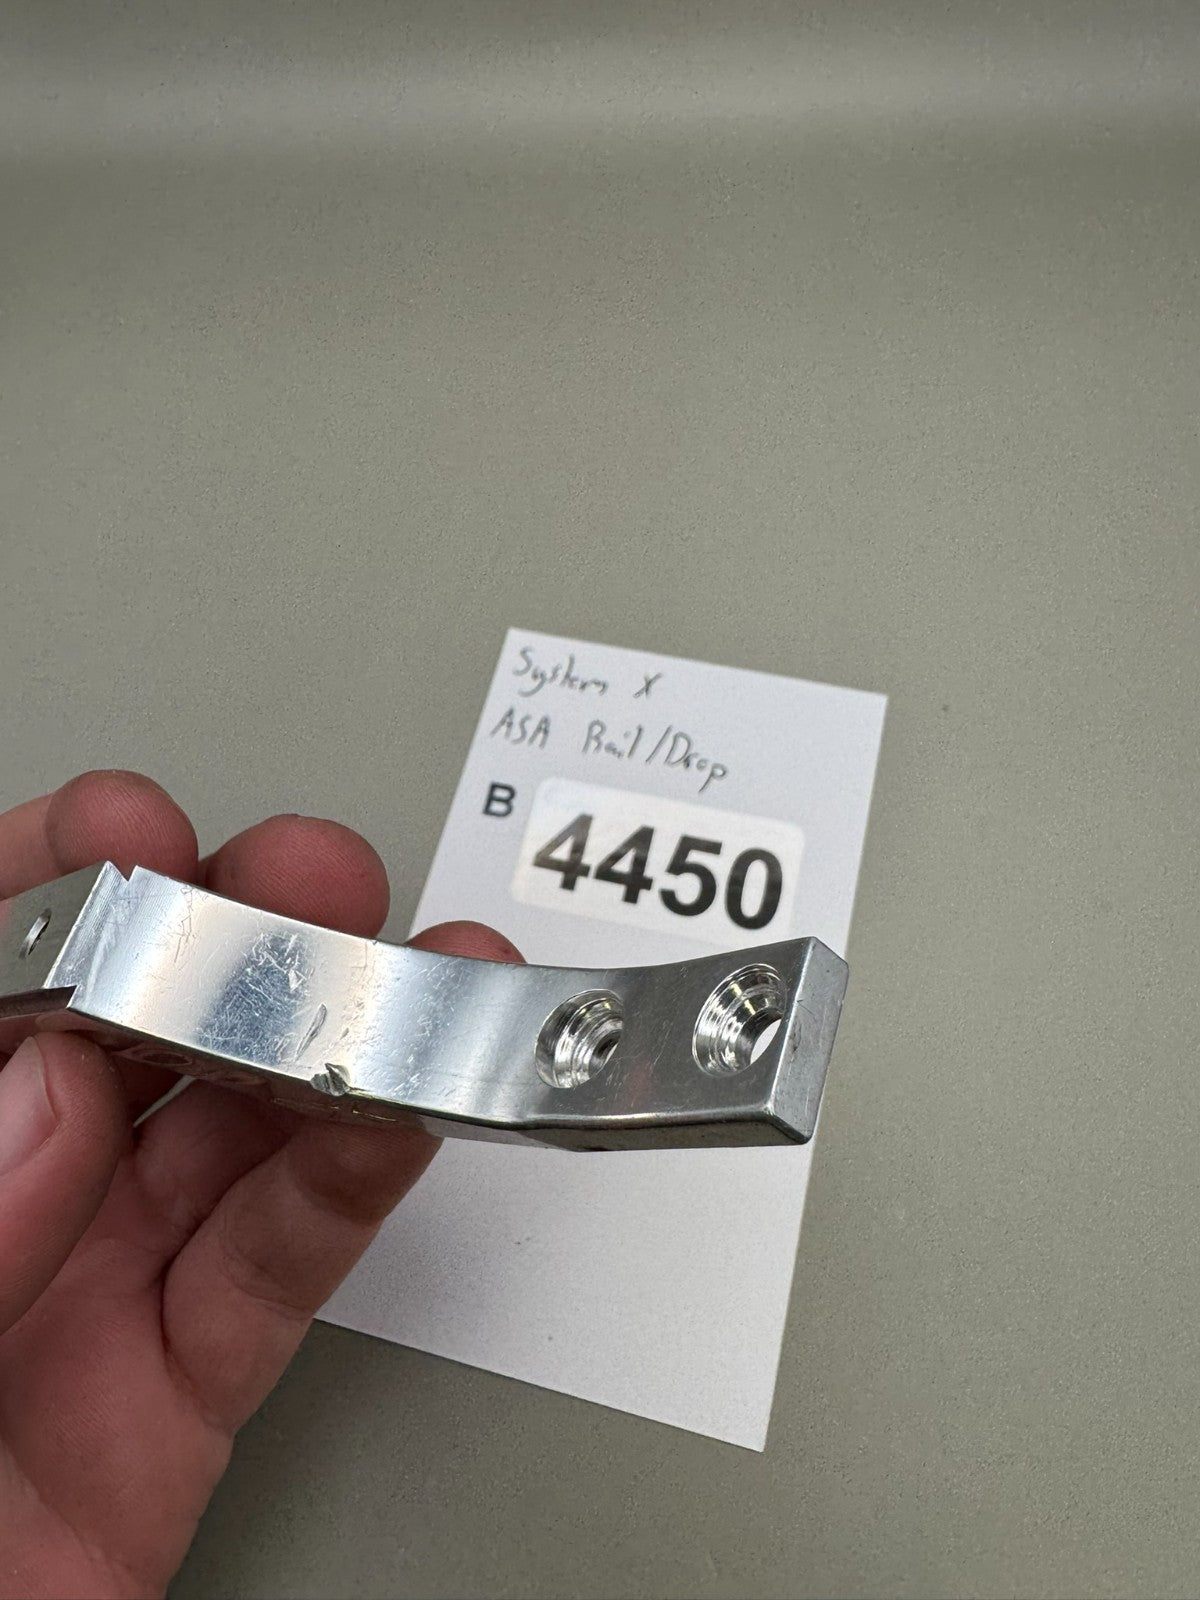 System X
ASA Rail/Drop
B 4450